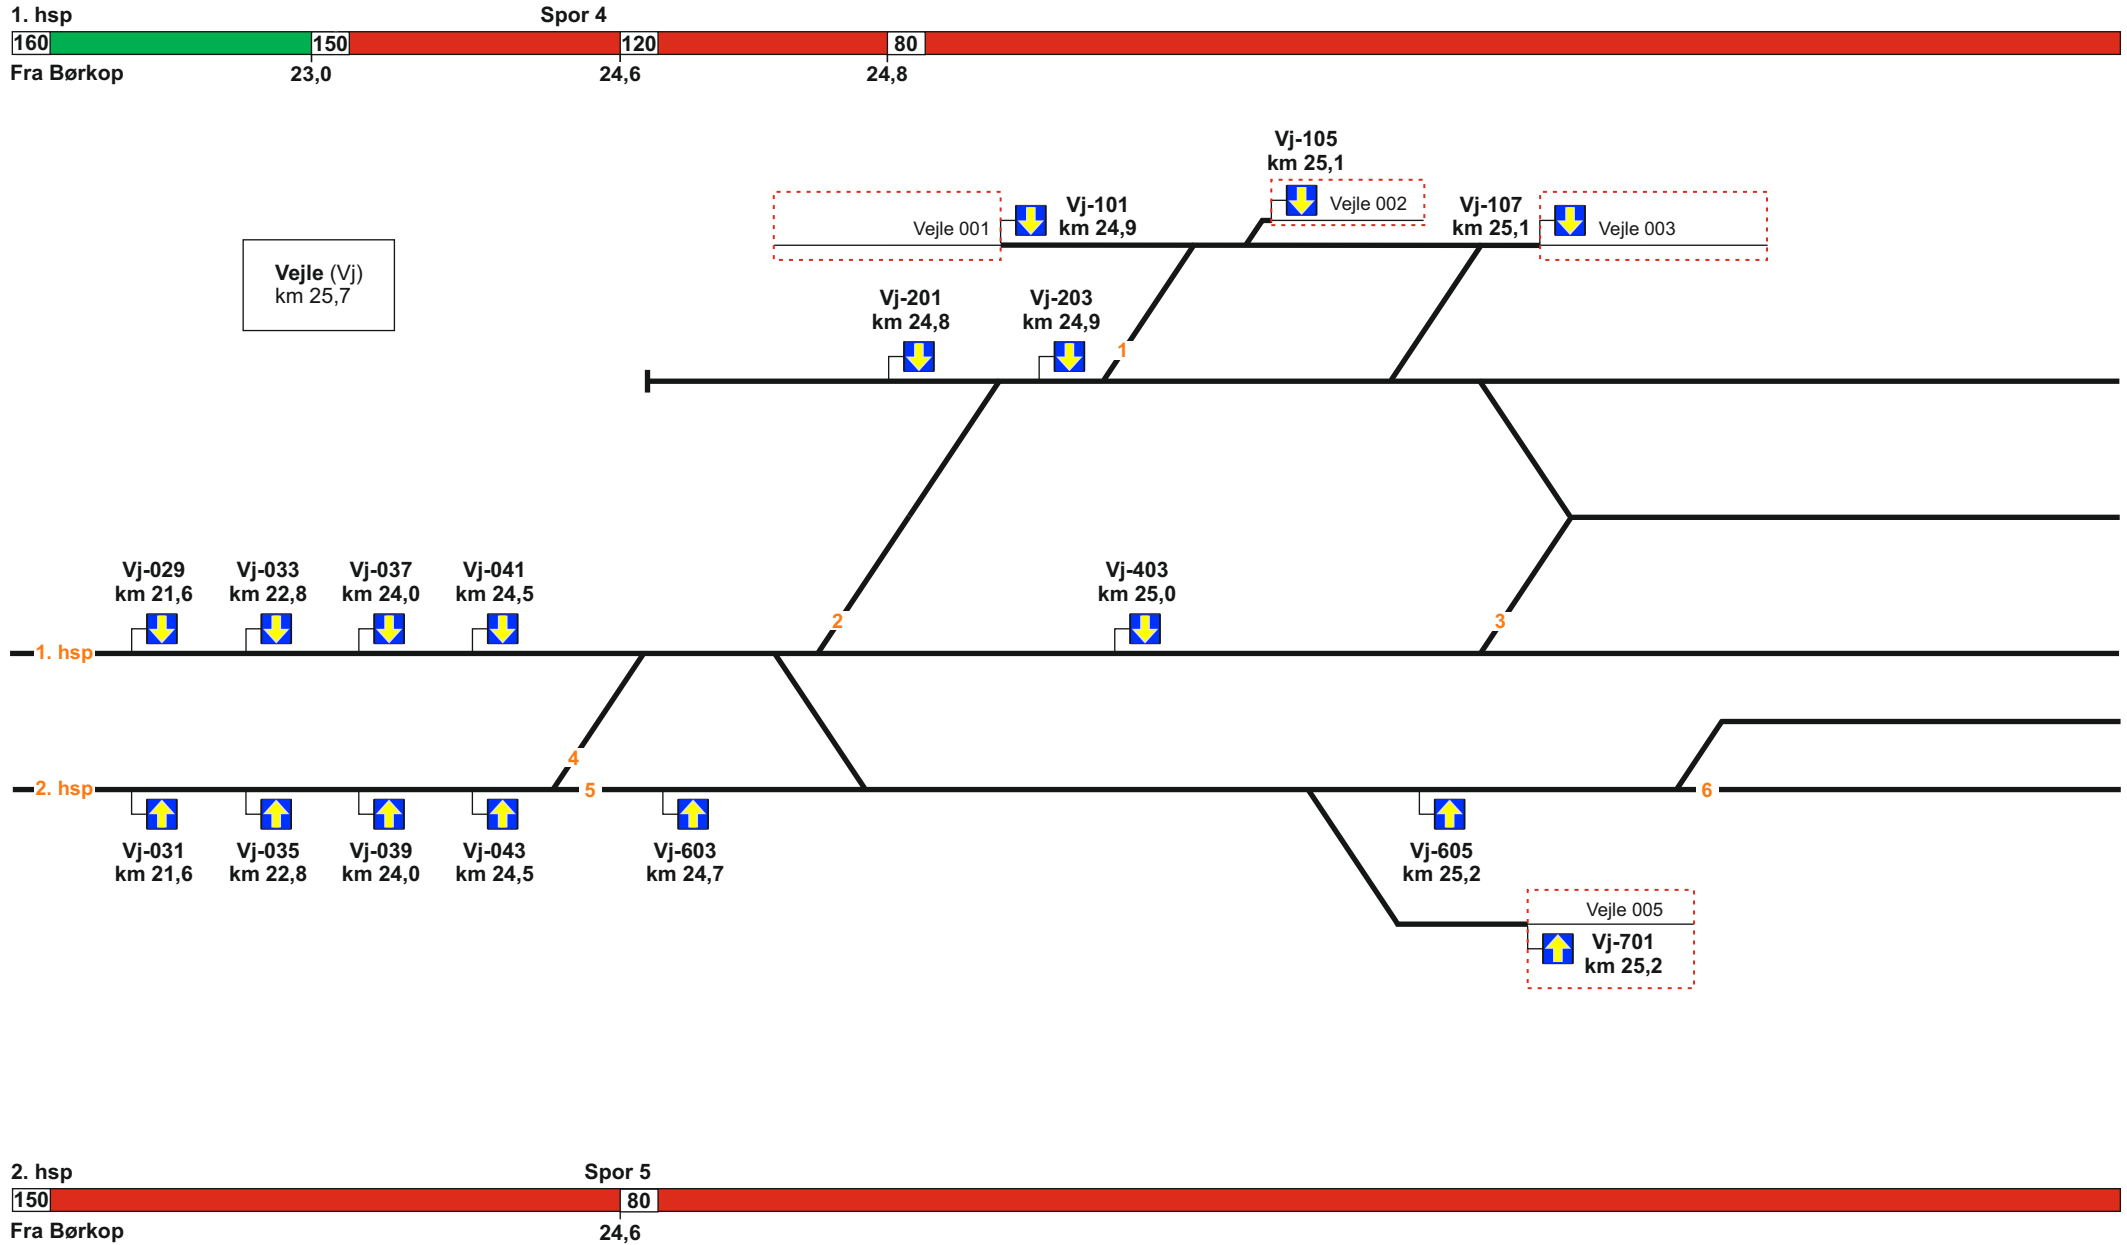 1. hsp Spor 4
160 150 120 80
Fra Børkop 23,0 24,6 24,8
Vj-105
km 25,1
Vejle 002
Vj-101
km 24,9
Vejle 001
Vj-107
km 25,1
Vejle 003
Vejle (Vj)
km 25,7
Vj-201
km 24,8
Vj-203
km 24,9
1
Vj-029
km 21,6
Vj-033
km 22,8
Vj-037
km 24,0
Vj-041
km 24,5
Vj-403
km 25,0
2
3
1. hsp
4
2. hsp
5
6
Vj-031
km 21,6
Vj-035
km 22,8
Vj-039
km 24,0
Vj-043
km 24,5
Vj-603
km 24,7
Vj-605
km 25,2
Vejle 005
Vj-701
km 25,2
2. hsp Spor 5
150 80
Fra Børkop 24,6